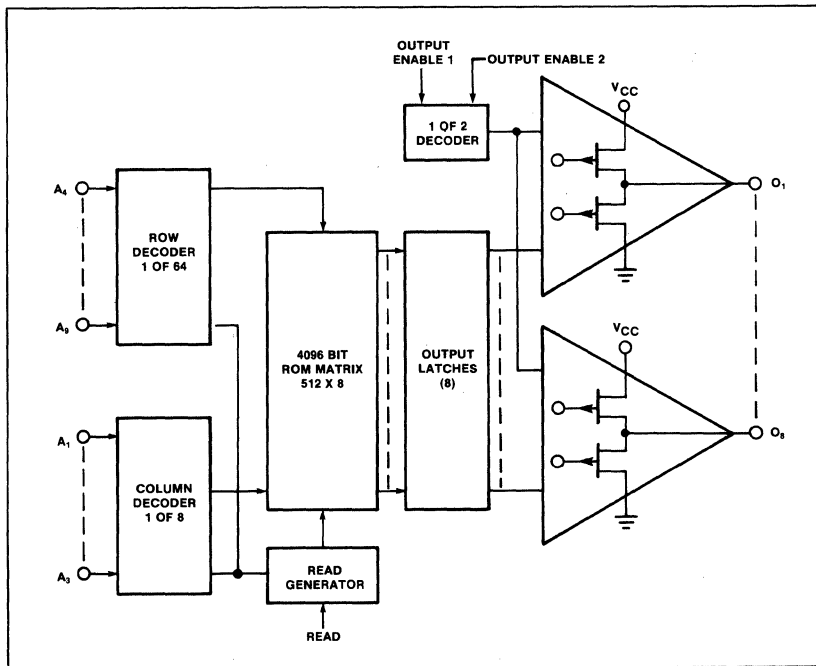 OUTPUT
ENABLE 1
OUTPUT ENABLE 2
VCC
1 OF 2
DECODER
A4
O1
ROW
DECODER
1 OF 64
A9
4096 BIT
ROM MATRIX
512 X 8
OUTPUT
LATCHES
(8)
VCC
A1
O8
COLUMN
DECODER
1 OF 8
A3
READ
GENERATOR
READ